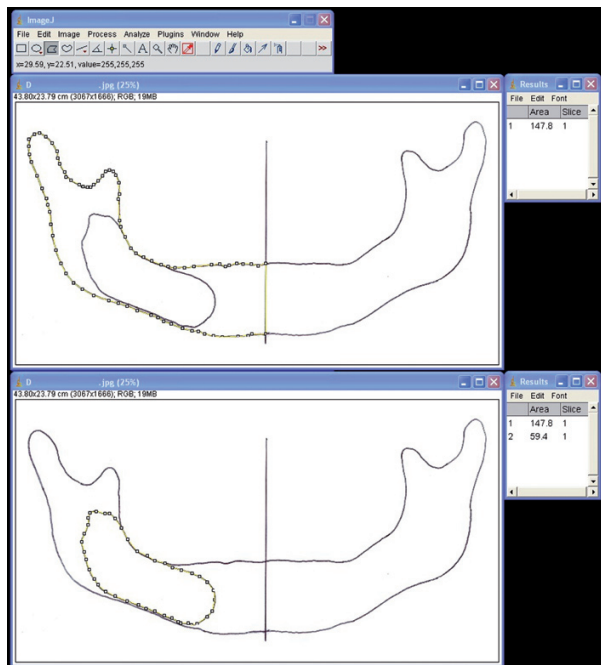 ImageJ
File Edit Image Process Analyze Plugins Window Help
x=29.59, y=22.51, value=255,255,255
D .jpg (25%)
43.80x23.79 cm (3067x1666); RGB; 19MB
Results
File Edit Font
Area Slice
1 147.8 1
D .jpg (25%)
43.80x23.79 cm (3067x1666); RGB; 19MB
Results
File Edit Font
Area Slice
1 147.8 1
2 59.4 1